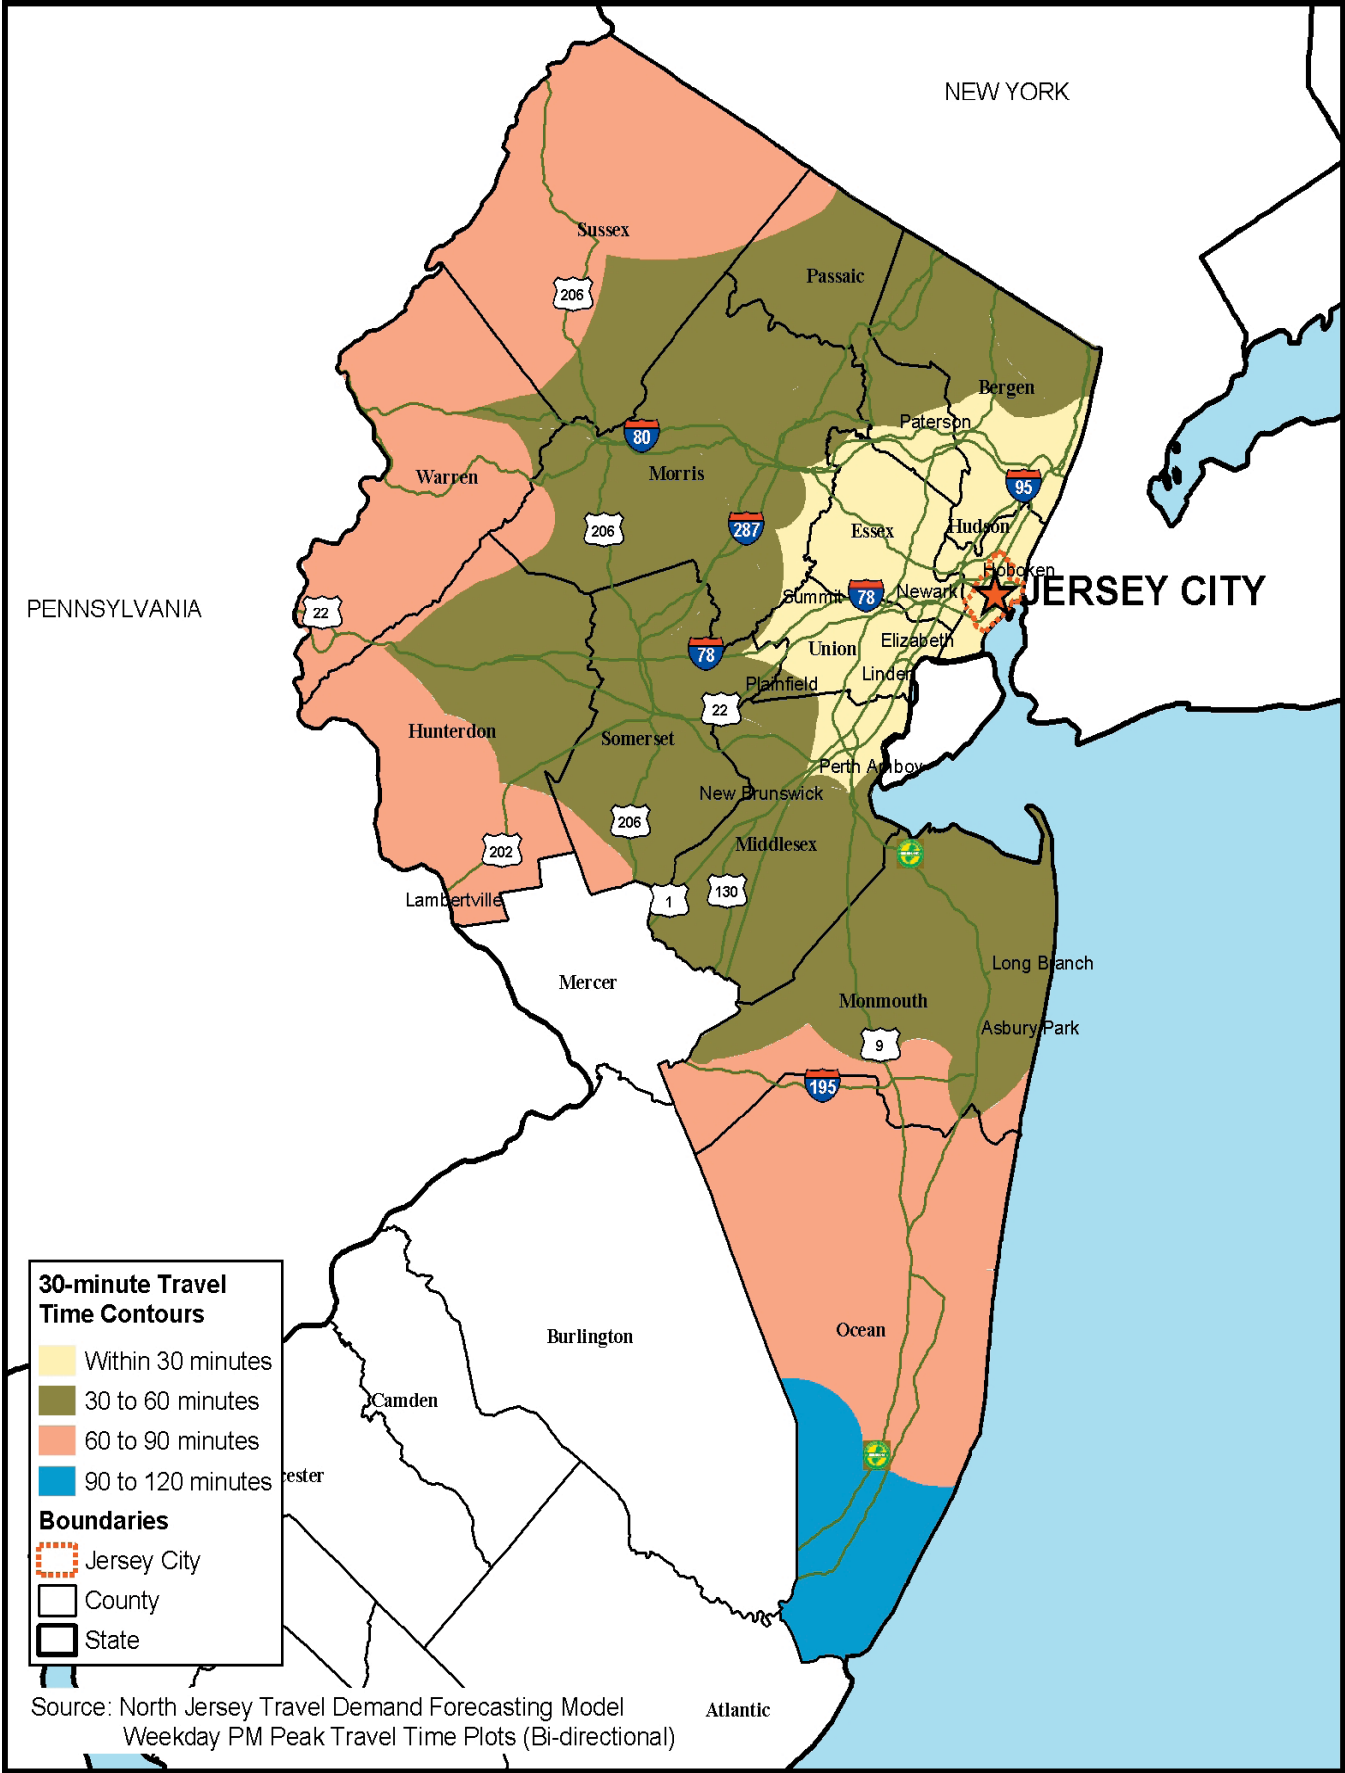 NEW YORK
Sussex
Passaic
206
Bergen
Paterson
80
Morris
Warren
95
206
287
Essex
Hudson
Hoboken
JERSEY CITY
PENNSYLVANIA
22
Summit
78
Newark
Elizabeth
Union
78
Linden
Plainfield
22
Hunterdon
Somerset
Perth Amboy
New Brunswick
206
Middlesex
202
130
1
Lambertville
Long Branch
Mercer
Monmouth
Asbury Park
9
195
Ocean
Burlington
Camden
cester
30-minute Travel
Time Contours
Within 30 minutes
30 to 60 minutes
60 to 90 minutes
90 to 120 minutes
Boundaries
Jersey City
County
State
Source: North Jersey Travel Demand Forecasting Model
Weekday PM Peak Travel Time Plots (Bi-directional)
Atlantic